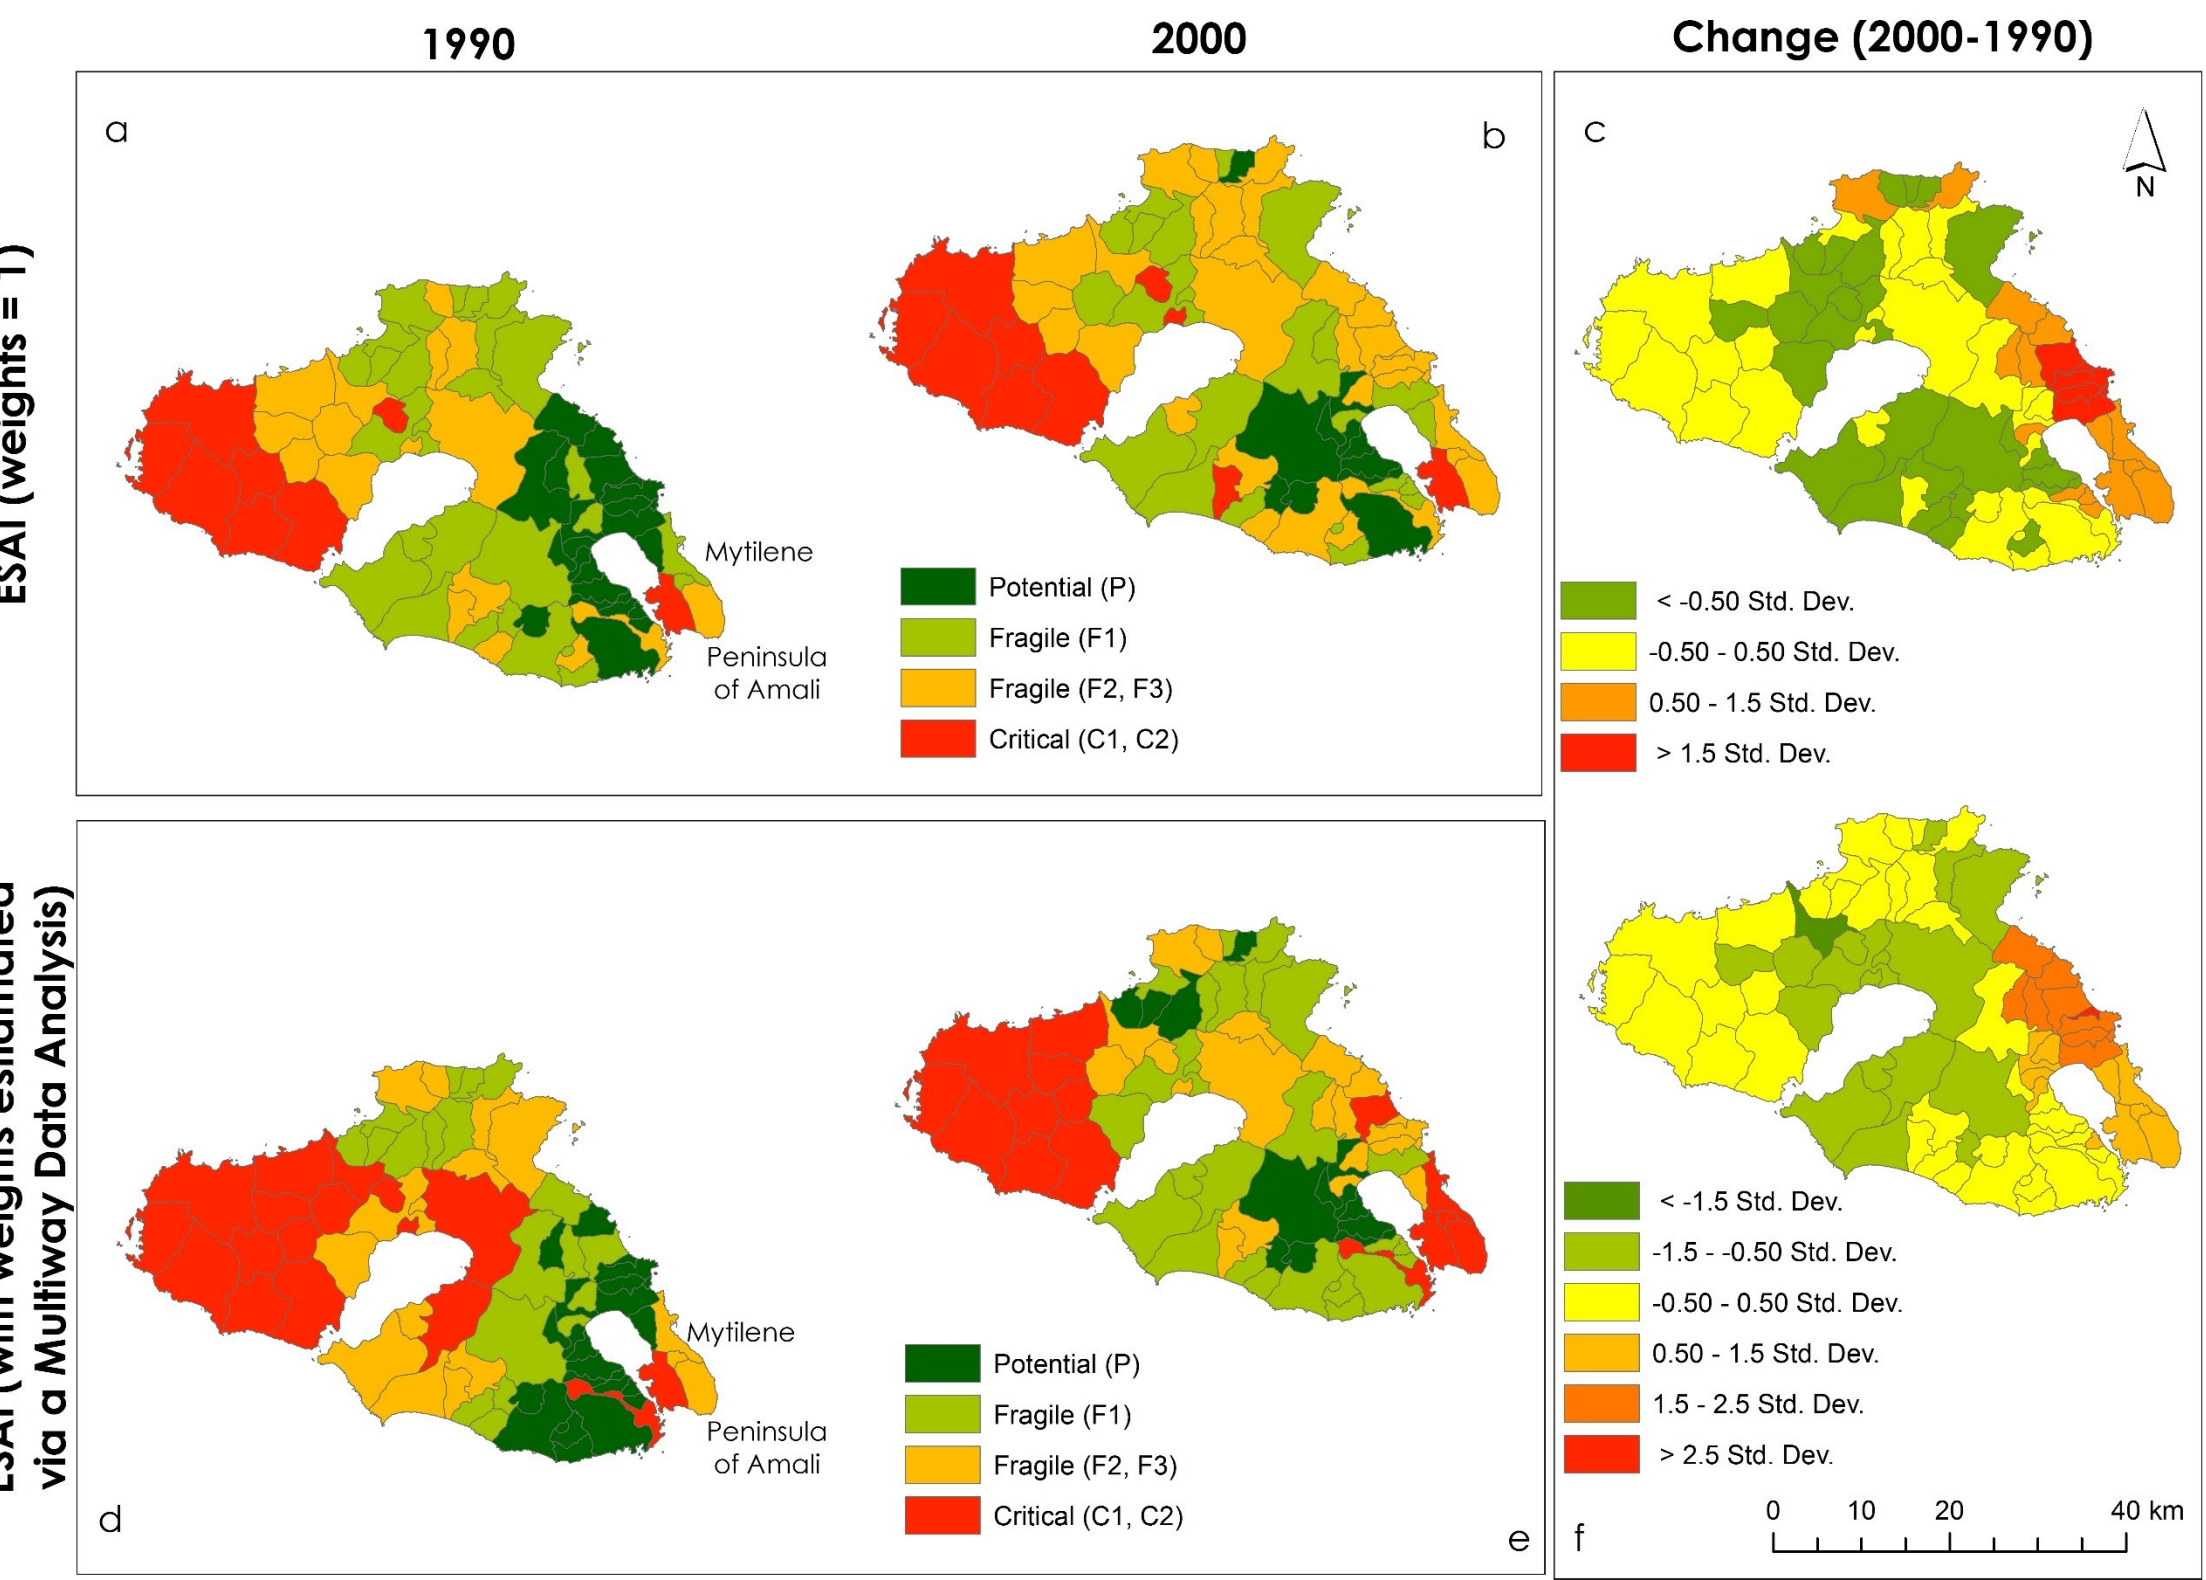 1990
2000
Change (2000-1990)
ESAI (weights = 1)
a
b
c
N
Mytilene
Peninsula
of Amali
Potential (P)
Fragile (F1)
Fragile (F2, F3)
Critical (C1, C2)
< -0.50 Std. Dev.
-0.50 - 0.50 Std. Dev.
0.50 - 1.5 Std. Dev.
> 1.5 Std. Dev.
ESAI (with weights estimated
via a Multiway Data Analysis)
Mytilene
Peninsula
of Amali
d
Potential (P)
Fragile (F1)
Fragile (F2, F3)
Critical (C1, C2)
e
< -1.5 Std. Dev.
-1.5 - -0.50 Std. Dev.
-0.50 - 0.50 Std. Dev.
0.50 - 1.5 Std. Dev.
1.5 - 2.5 Std. Dev.
> 2.5 Std. Dev.
0 10 20 40 km
f